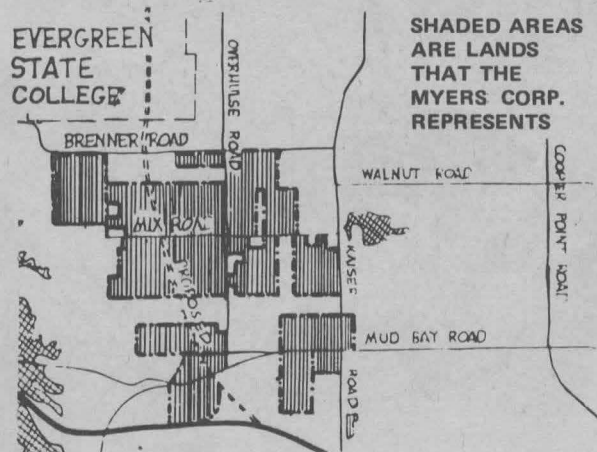 EVERGREEN
STATE
COLLEGE
SHADED AREAS
ARE LANDS
THAT THE
MYERS CORP.
REPRESENTS
OVERHULSE ROAD
BRENNER ROAD
WALNUT ROAD
COOPER POINT ROAD
MIX ROAD
KAISER
ROAD
PROPOSED
MUD BAY ROAD